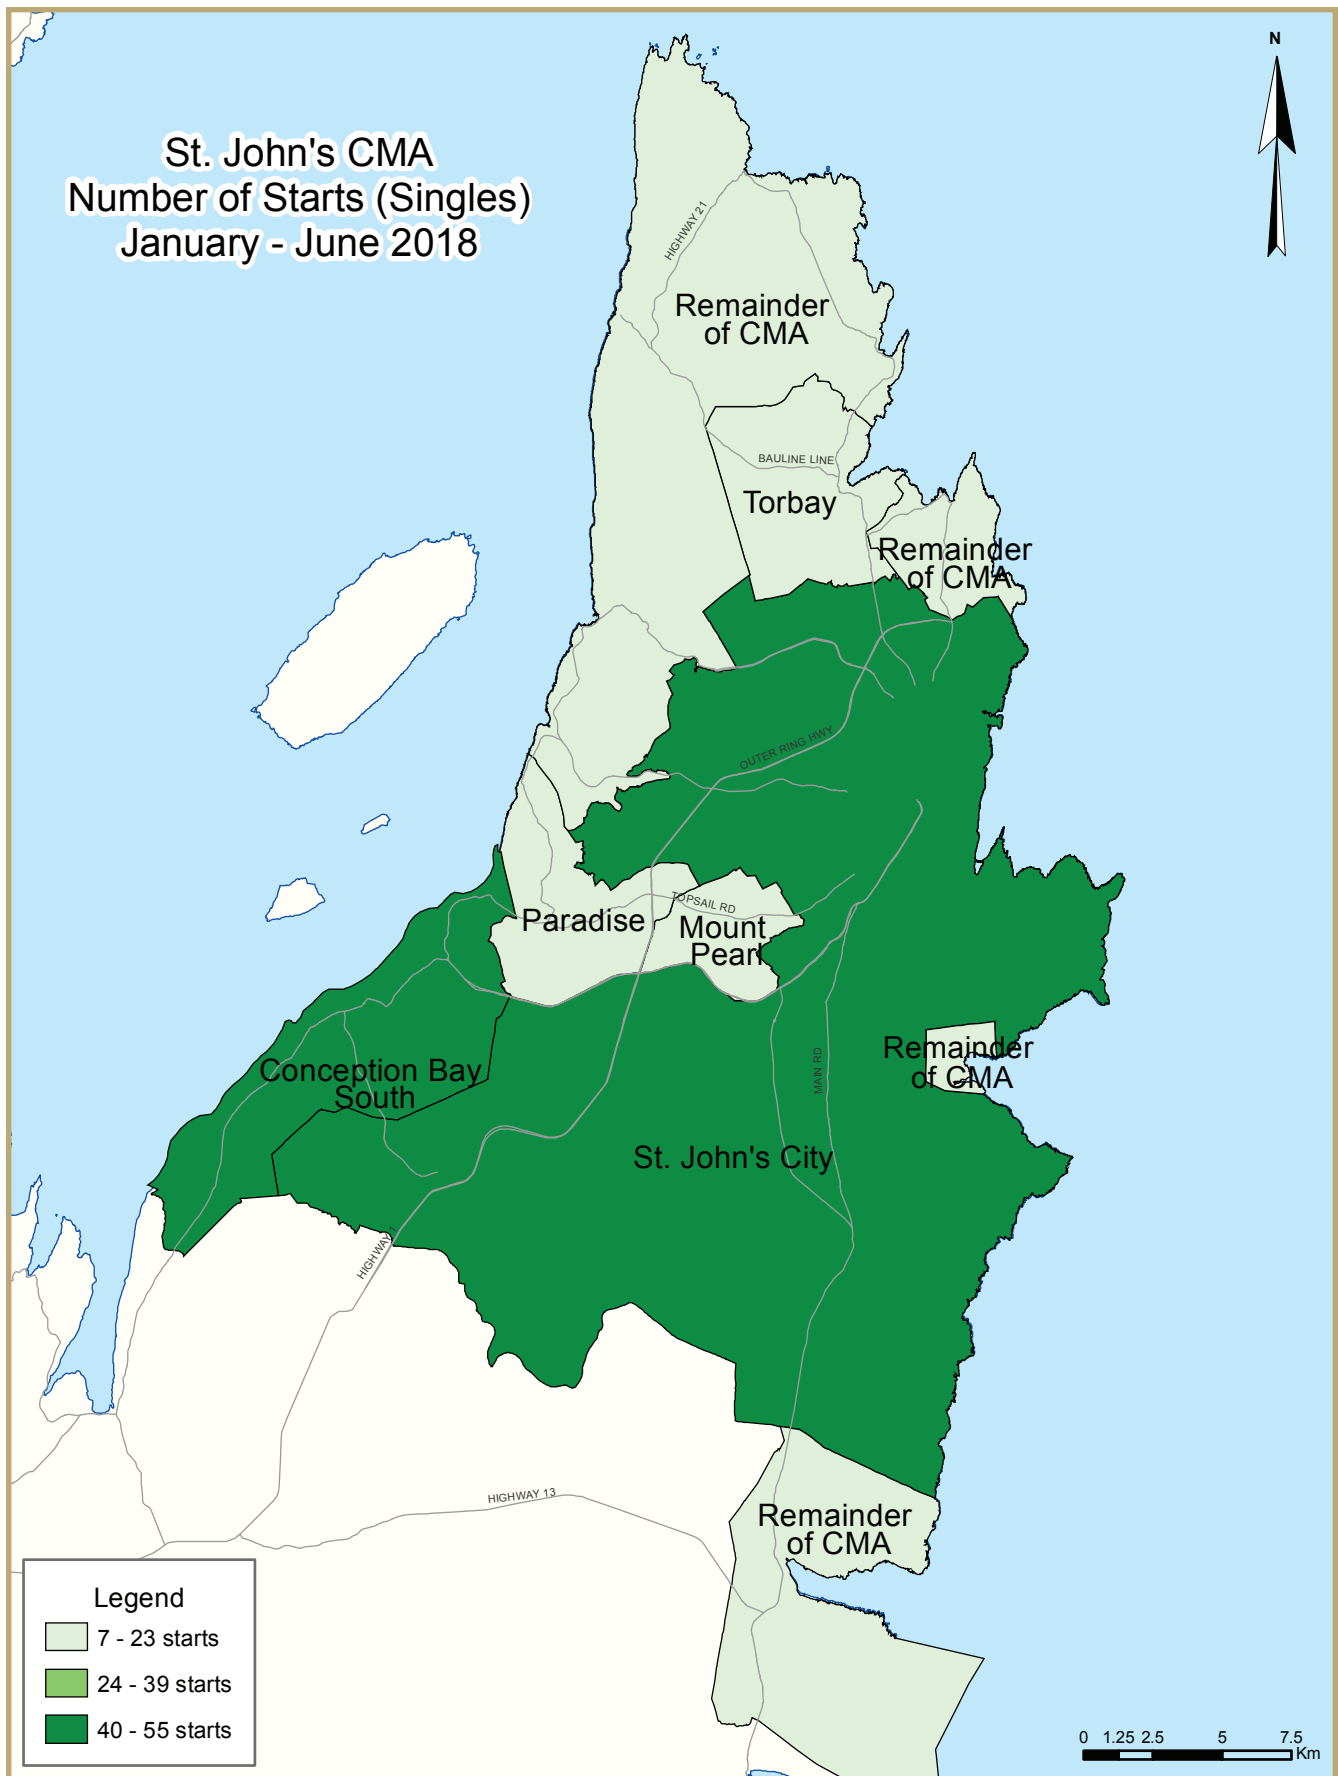 St. John's CMA
Number of Starts (Singles)
January - June 2018
N
HIGHWAY 21
Remainder
of CMA
BAULINE LINE
Torbay
Remainder
of CMA
OUTER RING HWY
TOPSAIL RD
Paradise
Mount
Pearl
Remainder
of CMA
MAIN RD
Conception Bay
South
St. John's City
HIGHWAY 1
HIGHWAY 13
Remainder
of CMA
Legend
7 - 23 starts
24 - 39 starts
40 - 55 starts
0 1.25 2.5 5 7.5
Km